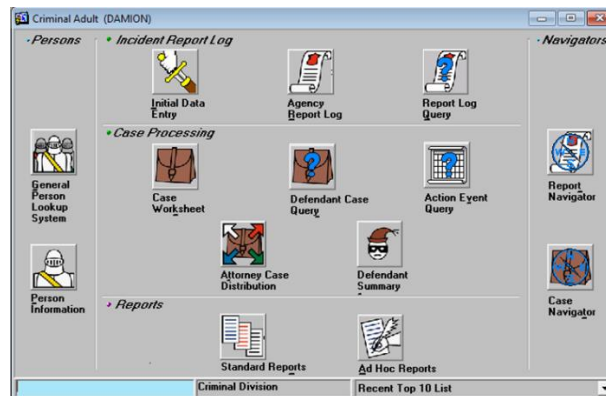 Criminal Adult (DAMION)
Persons
Incident Report Log
Navigators
Initial Data
Entry
Agency
Report Log
Report Log
Query
Case Processing
General
Person
Lookup
System
Case
Worksheet
Defendant Case
Query
Action Event
Query
Report
Navigator
Attorney Case
Distribution
Defendant
Summary
Person
Information
Case
Navigator
Reports
Standard Reports
Ad Hoc Reports
Criminal Division
Recent Top 10 List